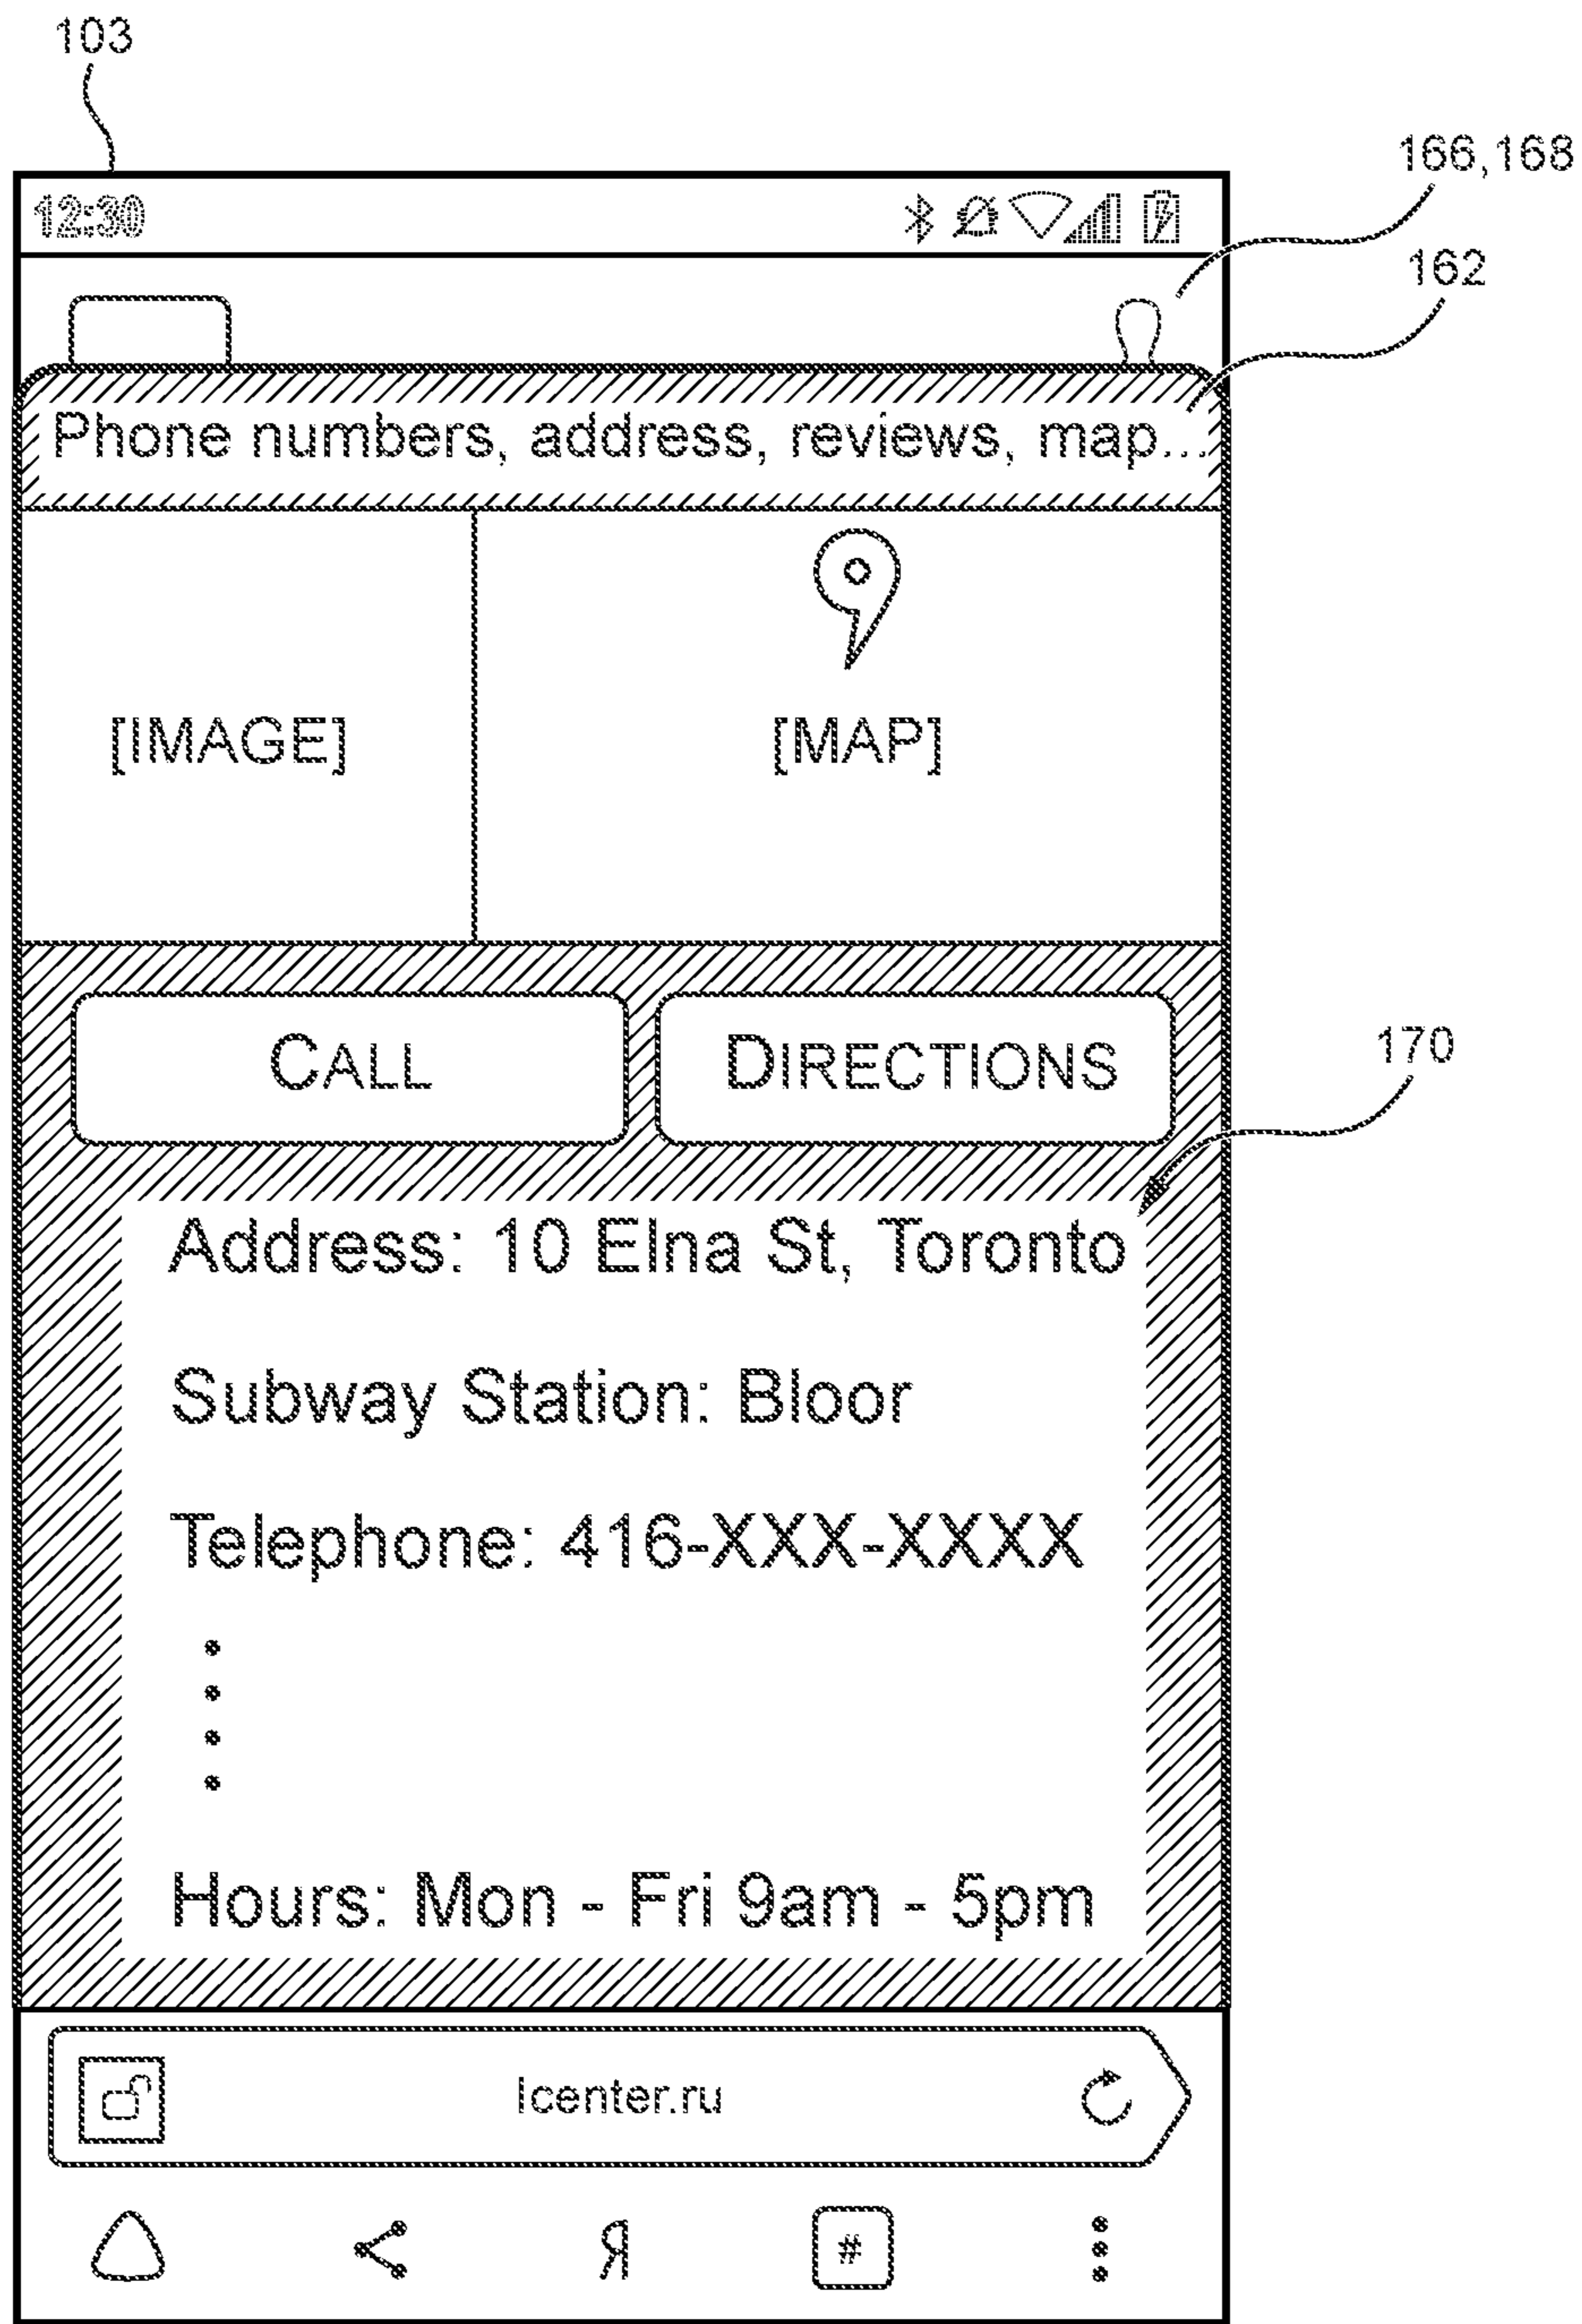 103
166,168
12:30
162
Phone numbers, address, reviews, map...
[IMAGE]
[MAP]
CALL
DIRECTIONS
170
Address: 10 Elna St, Toronto
Subway Station: Bloor
Telephone: 416-XXX-XXXX
Hours: Mon - Fri 9am - 5pm
lcenter.ru
Я
#